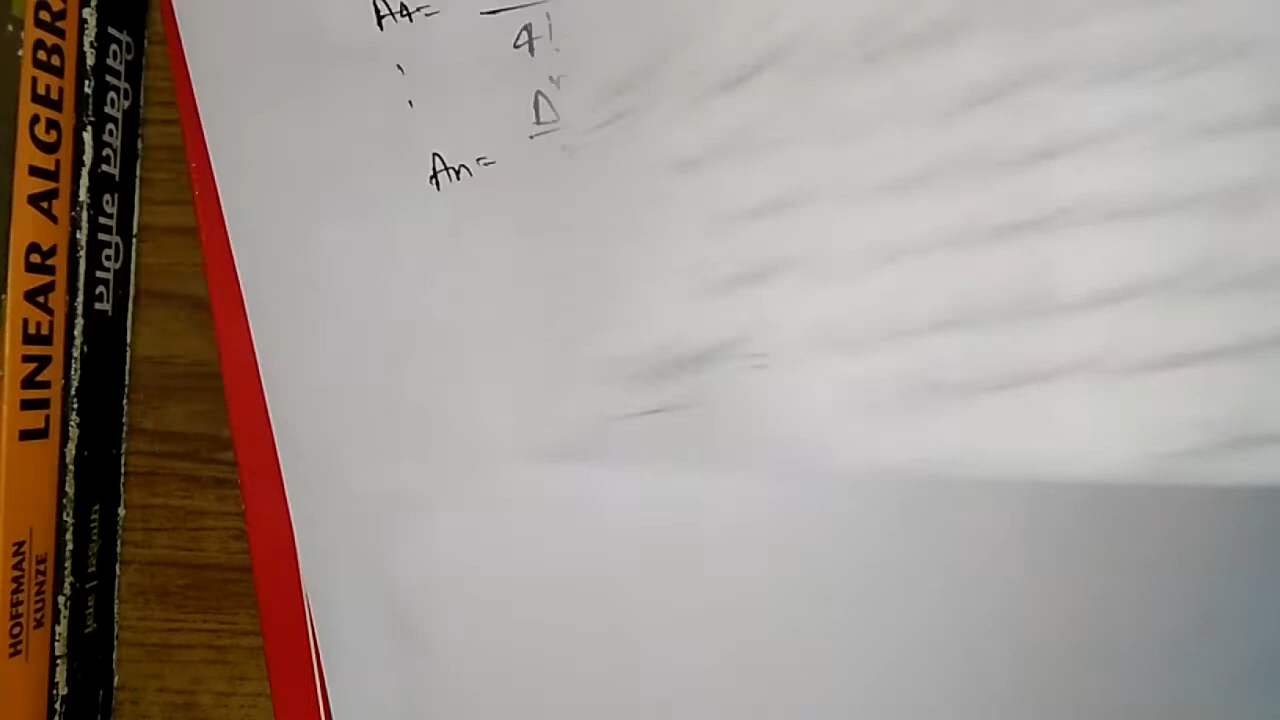 LINEAR ALGEBRA
HOFFMAN
KUNZE
विविक्त गणित
A4=
4!
D
An=